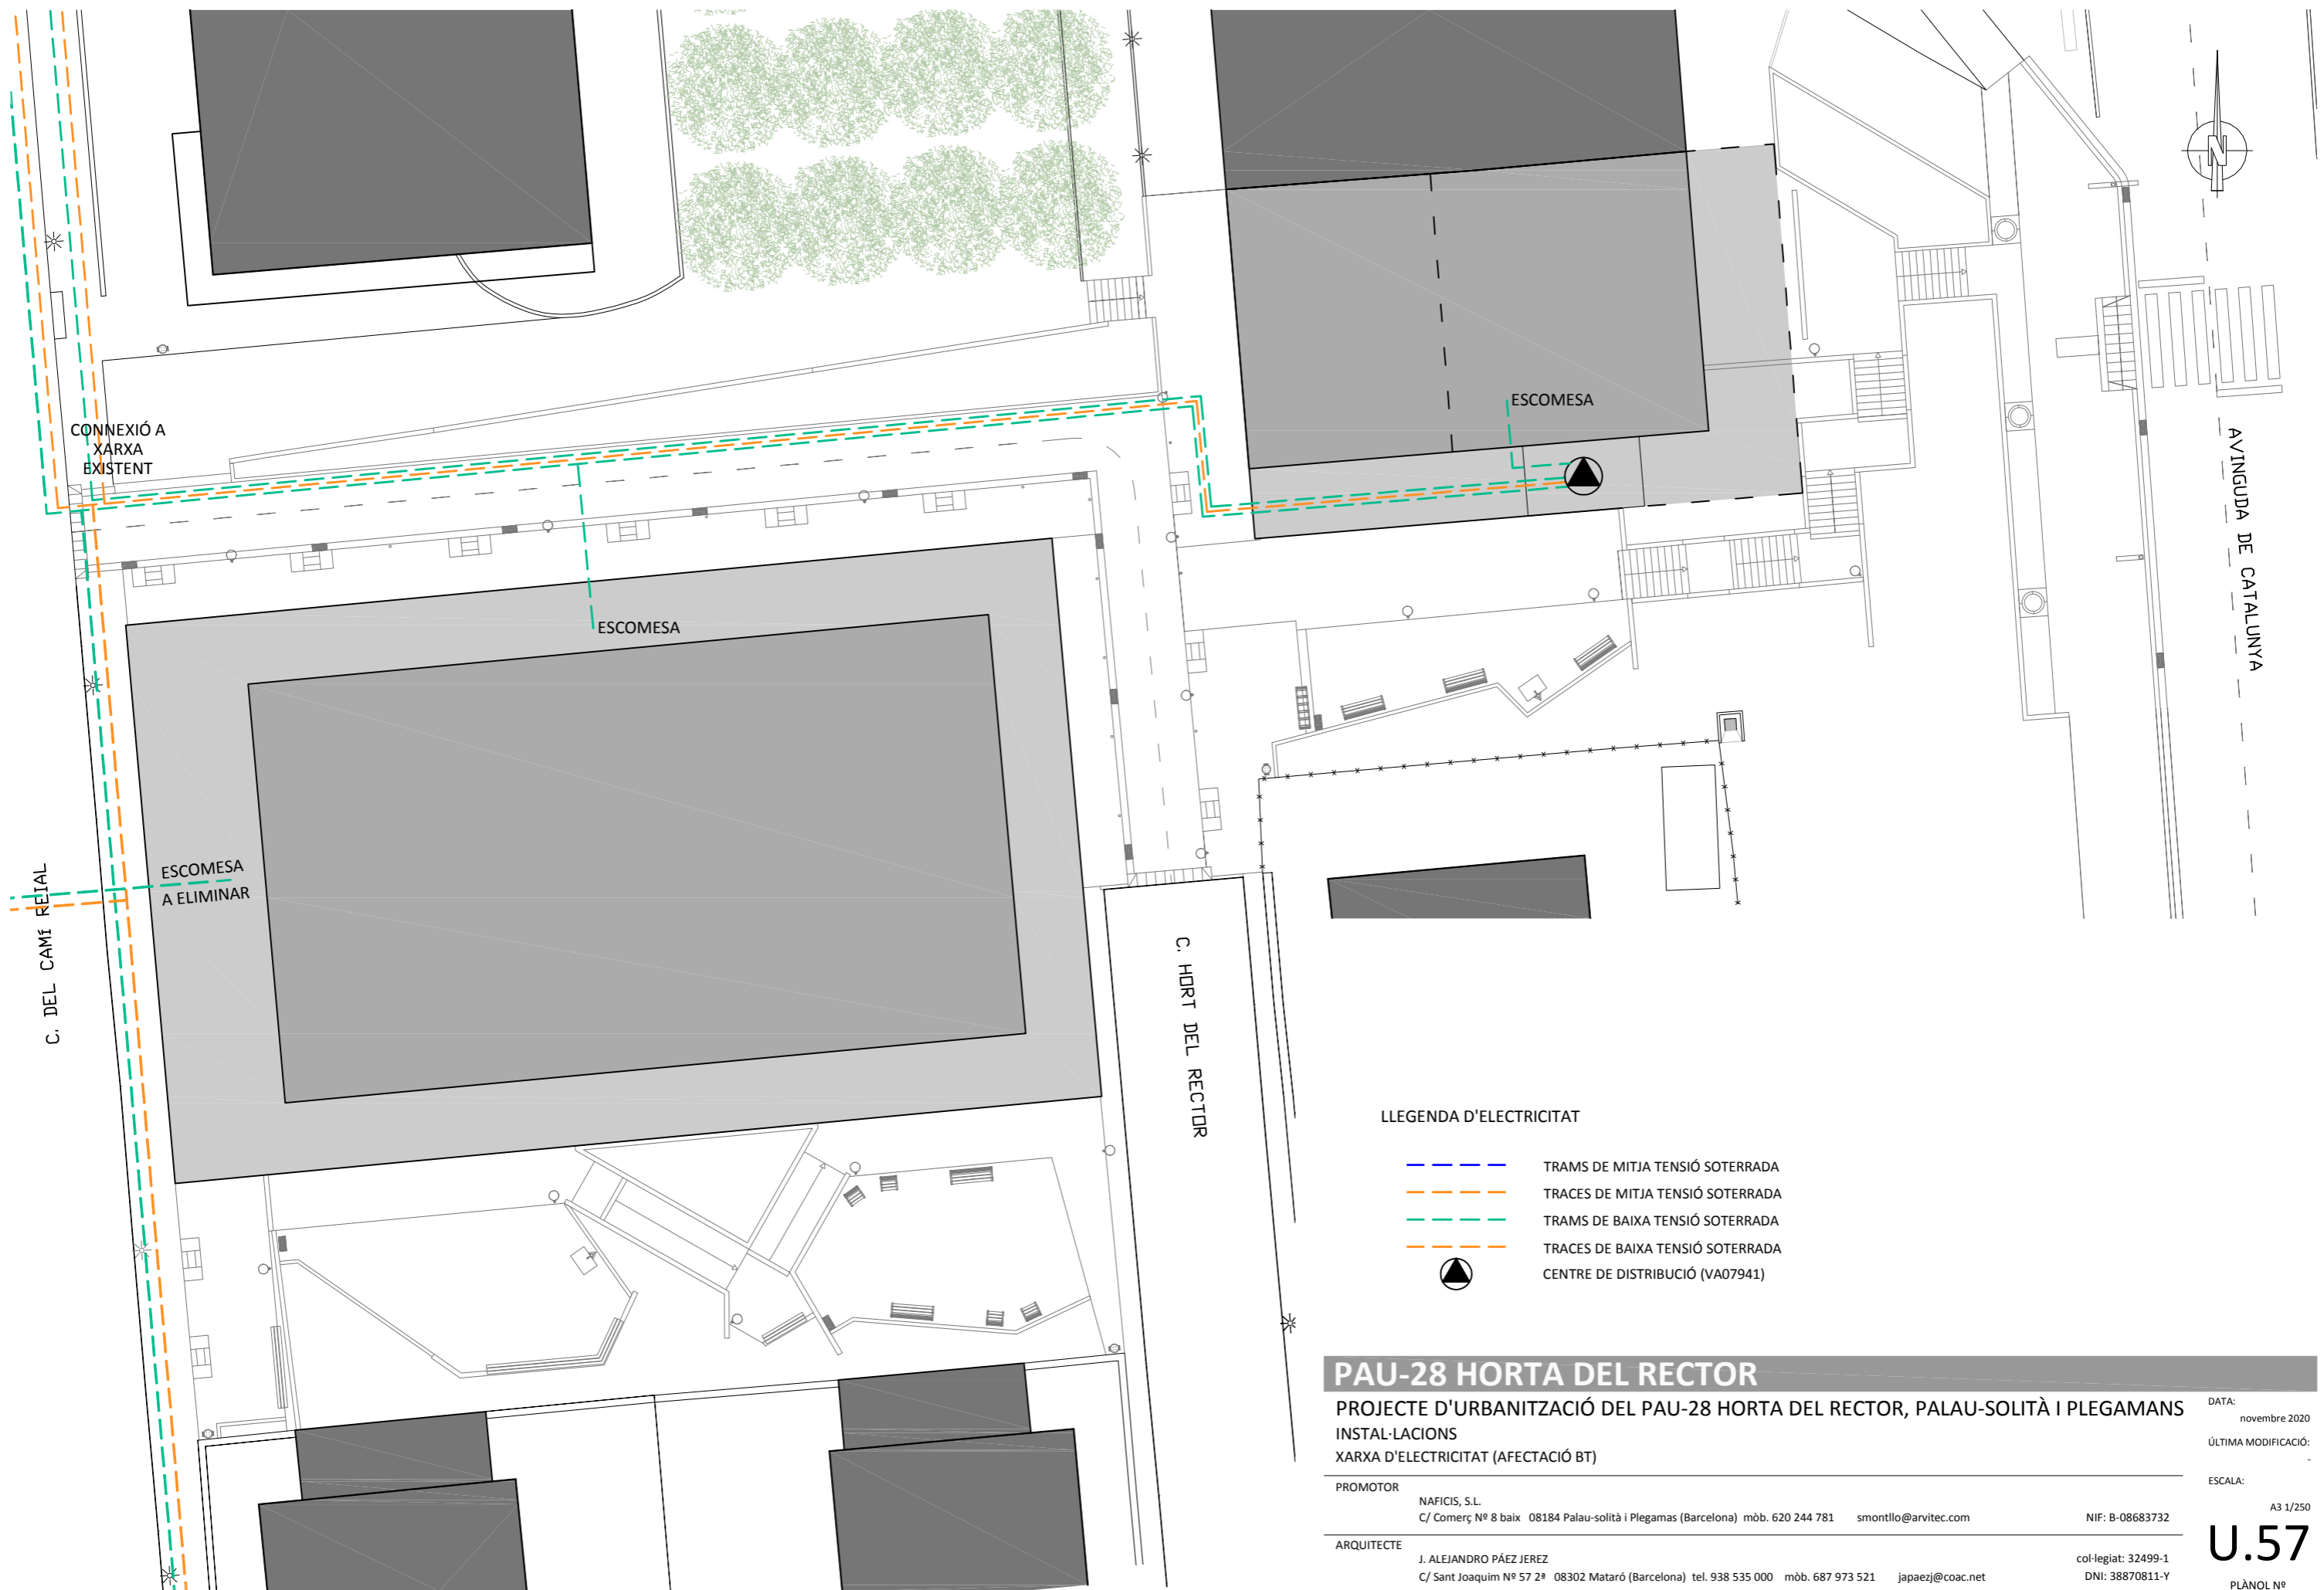 CONNEXIÓ A
XARXA
EXISTENT
ESCOMESA
ESCOMESA
ESCOMESA
A ELIMINAR
C. DEL CAMÍ REIAL
C. HORT DEL RECTOR
AVINGUDA DE CATALUNYA
N
LLEGENDA D'ELECTRICITAT
TRAMS DE MITJA TENSIÓ SOTERRADA
TRACES DE MITJA TENSIÓ SOTERRADA
TRAMS DE BAIXA TENSIÓ SOTERRADA
TRACES DE BAIXA TENSIÓ SOTERRADA
CENTRE DE DISTRIBUCIÓ (VA07941)
PAU-28 HORTA DEL RECTOR
PROJECTE D'URBANITZACIÓ DEL PAU-28 HORTA DEL RECTOR, PALAU-SOLITÀ I PLEGAMANS
INSTAL·LACIONS
XARXA D'ELECTRICITAT (AFECTACIÓ BT)
PROMOTOR
NAFICIS, S.L.
C/ Comerç Nº 8 baix 08184 Palau-solità i Plegamas (Barcelona) mòb. 620 244 781 smontllo@arvitec.com NIF: B-08683732
ARQUITECTE
J. ALEJANDRO PÁEZ JEREZ col·legiat: 32499-1
C/ Sant Joaquim Nº 57 2ª 08302 Mataró (Barcelona) tel. 938 535 000 mòb. 687 973 521 japaezj@coac.net DNI: 38870811-Y
DATA:
novembre 2020
ÚLTIMA MODIFICACIÓ:
-
ESCALA:
A3 1/250
U.57
PLÀNOL Nº